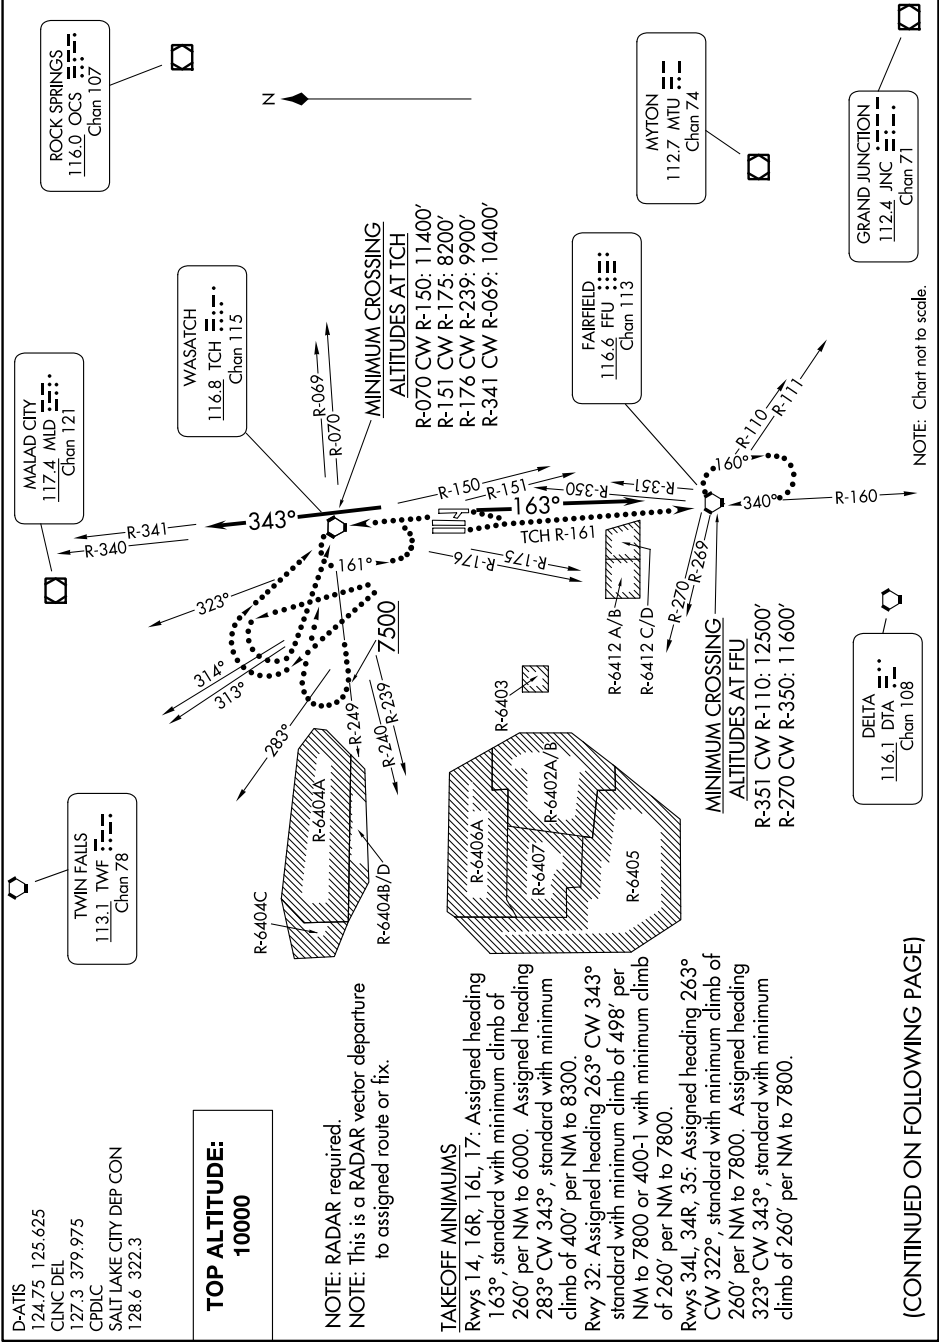 D-ATIS
124.75 125.625
CLNC DEL
127.3 379.975
CPDLC
SALT LAKE CITY DEP CON
128.6 322.3
TOP ALTITUDE:
10000
NOTE: RADAR required.
NOTE: This is a RADAR vector departure
to assigned route or fix.
TAKEOFF MINIMUMS
Rwys 14, 16R, 16L, 17: Assigned heading
163°, standard with minimum climb of
260' per NM to 6000. Assigned heading
283° CW 343°, standard with minimum
climb of 400' per NM to 8300.
Rwy 32: Assigned heading 263° CW 343°
standard with minimum climb of 498' per
NM to 7800 or 400-1 with minimum climb
of 260' per NM to 7800.
Rwys 34L, 34R, 35: Assigned heading 263°
CW 322°, standard with minimum climb of
260' per NM to 7800. Assigned heading
323° CW 343°, standard with minimum
climb of 260' per NM to 7800.
(CONTINUED ON FOLLOWING PAGE)
TWIN FALLS
113.1 TWF
Chan 78
MALAD CITY
117.4 MLD
Chan 121
WASATCH
116.8 TCH
Chan 115
ROCK SPRINGS
116.0 OCS
Chan 107
N
R-341
R-340
343°
323°
314°
313°
283°
161°
R-249
7500
R-240
R-239
R-069
R-070
MINIMUM CROSSING
ALTITUDES AT TCH
R-070 CW R-150: 11400'
R-151 CW R-175: 8200'
R-176 CW R-239: 9900'
R-341 CW R-069: 10400'
R-150
R-151
R-176
R-175
163°
TCH R-161
R-350
R-351
R-6404A
R-6404C
R-6404B/D
R-6406A
R-6402A/B
R-6407
R-6405
R-6403
R-6412 A/B
R-6412 C/D
FAIRFIELD
116.6 FFU
Chan 113
MYTON
112.7 MTU
Chan 74
160°
340°
R-110
R-111
R-160
R-269
R-270
MINIMUM CROSSING
ALTITUDES AT FFU
R-351 CW R-110: 12500'
R-270 CW R-350: 11600'
DELTA
116.1 DTA
Chan 108
GRAND JUNCTION
112.4 JNC
Chan 71
NOTE: Chart not to scale.